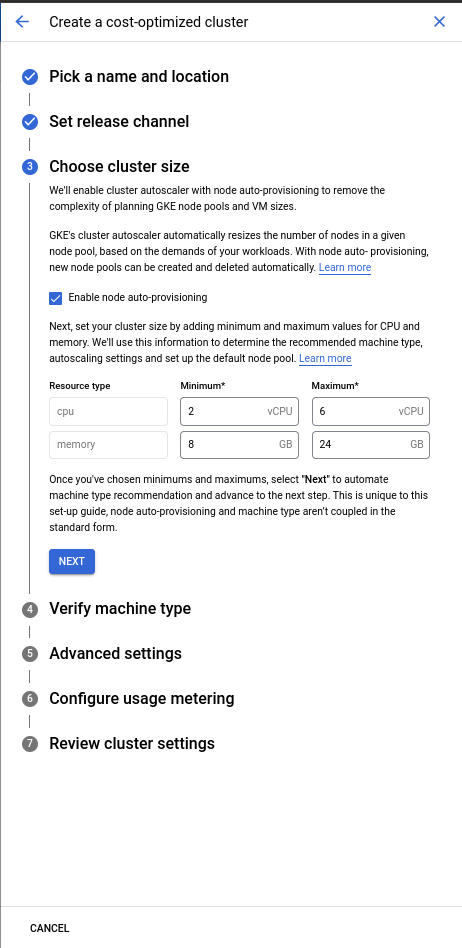 Create a cost-optimized cluster
Pick a name and location
Set release channel
3 Choose cluster size
We'll enable cluster autoscaler with node auto-provisioning to remove the
complexity of planning GKE node pools and VM sizes.
GKE's cluster autoscaler automatically resizes the number of nodes in a given
node pool, based on the demands of your workloads. With node auto- provisioning,
new node pools can be created and deleted automatically. Learn more
Enable node auto-provisioning
Next, set your cluster size by adding minimum and maximum values for CPU and
memory. We'll use this information to determine the recommended machine type,
autoscaling settings and set up the default node pool. Learn more
Resource type Minimum* Maximum*
cpu 2 vCPU 6 vCPU
memory 8 GB 24 GB
Once you've chosen minimums and maximums, select "Next" to automate
machine type recommendation and advance to the next step. This is unique to this
set-up guide, node auto-provisioning and machine type aren't coupled in the
standard form.
NEXT
4 Verify machine type
5 Advanced settings
6 Configure usage metering
7 Review cluster settings
CANCEL